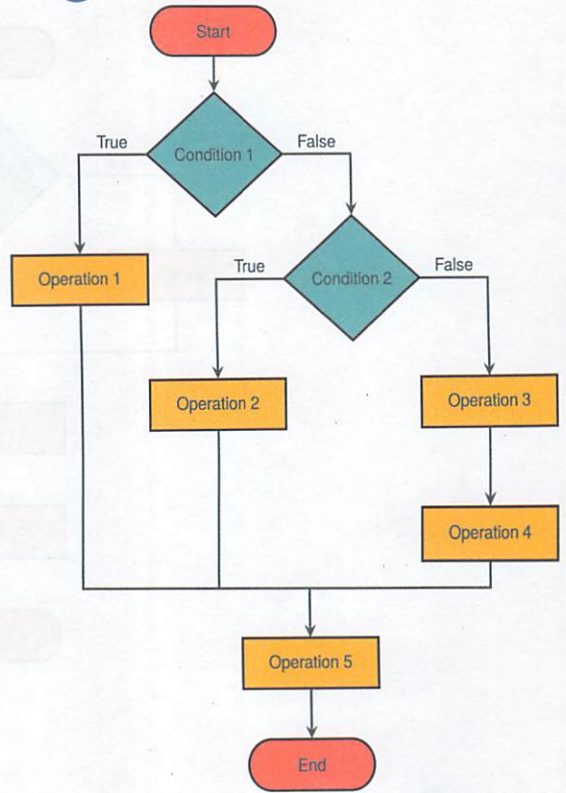 Start
True
False
Condition 1
True
False
Operation 1
Condition 2
Operation 2
Operation 3
Operation 4
Operation 5
End